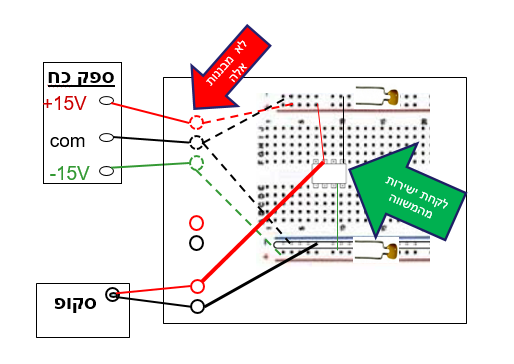 לא מבננות
אלה
ספק כח
+15V
com
-15V
לקחת ישירות
מהמשווה
סקופ